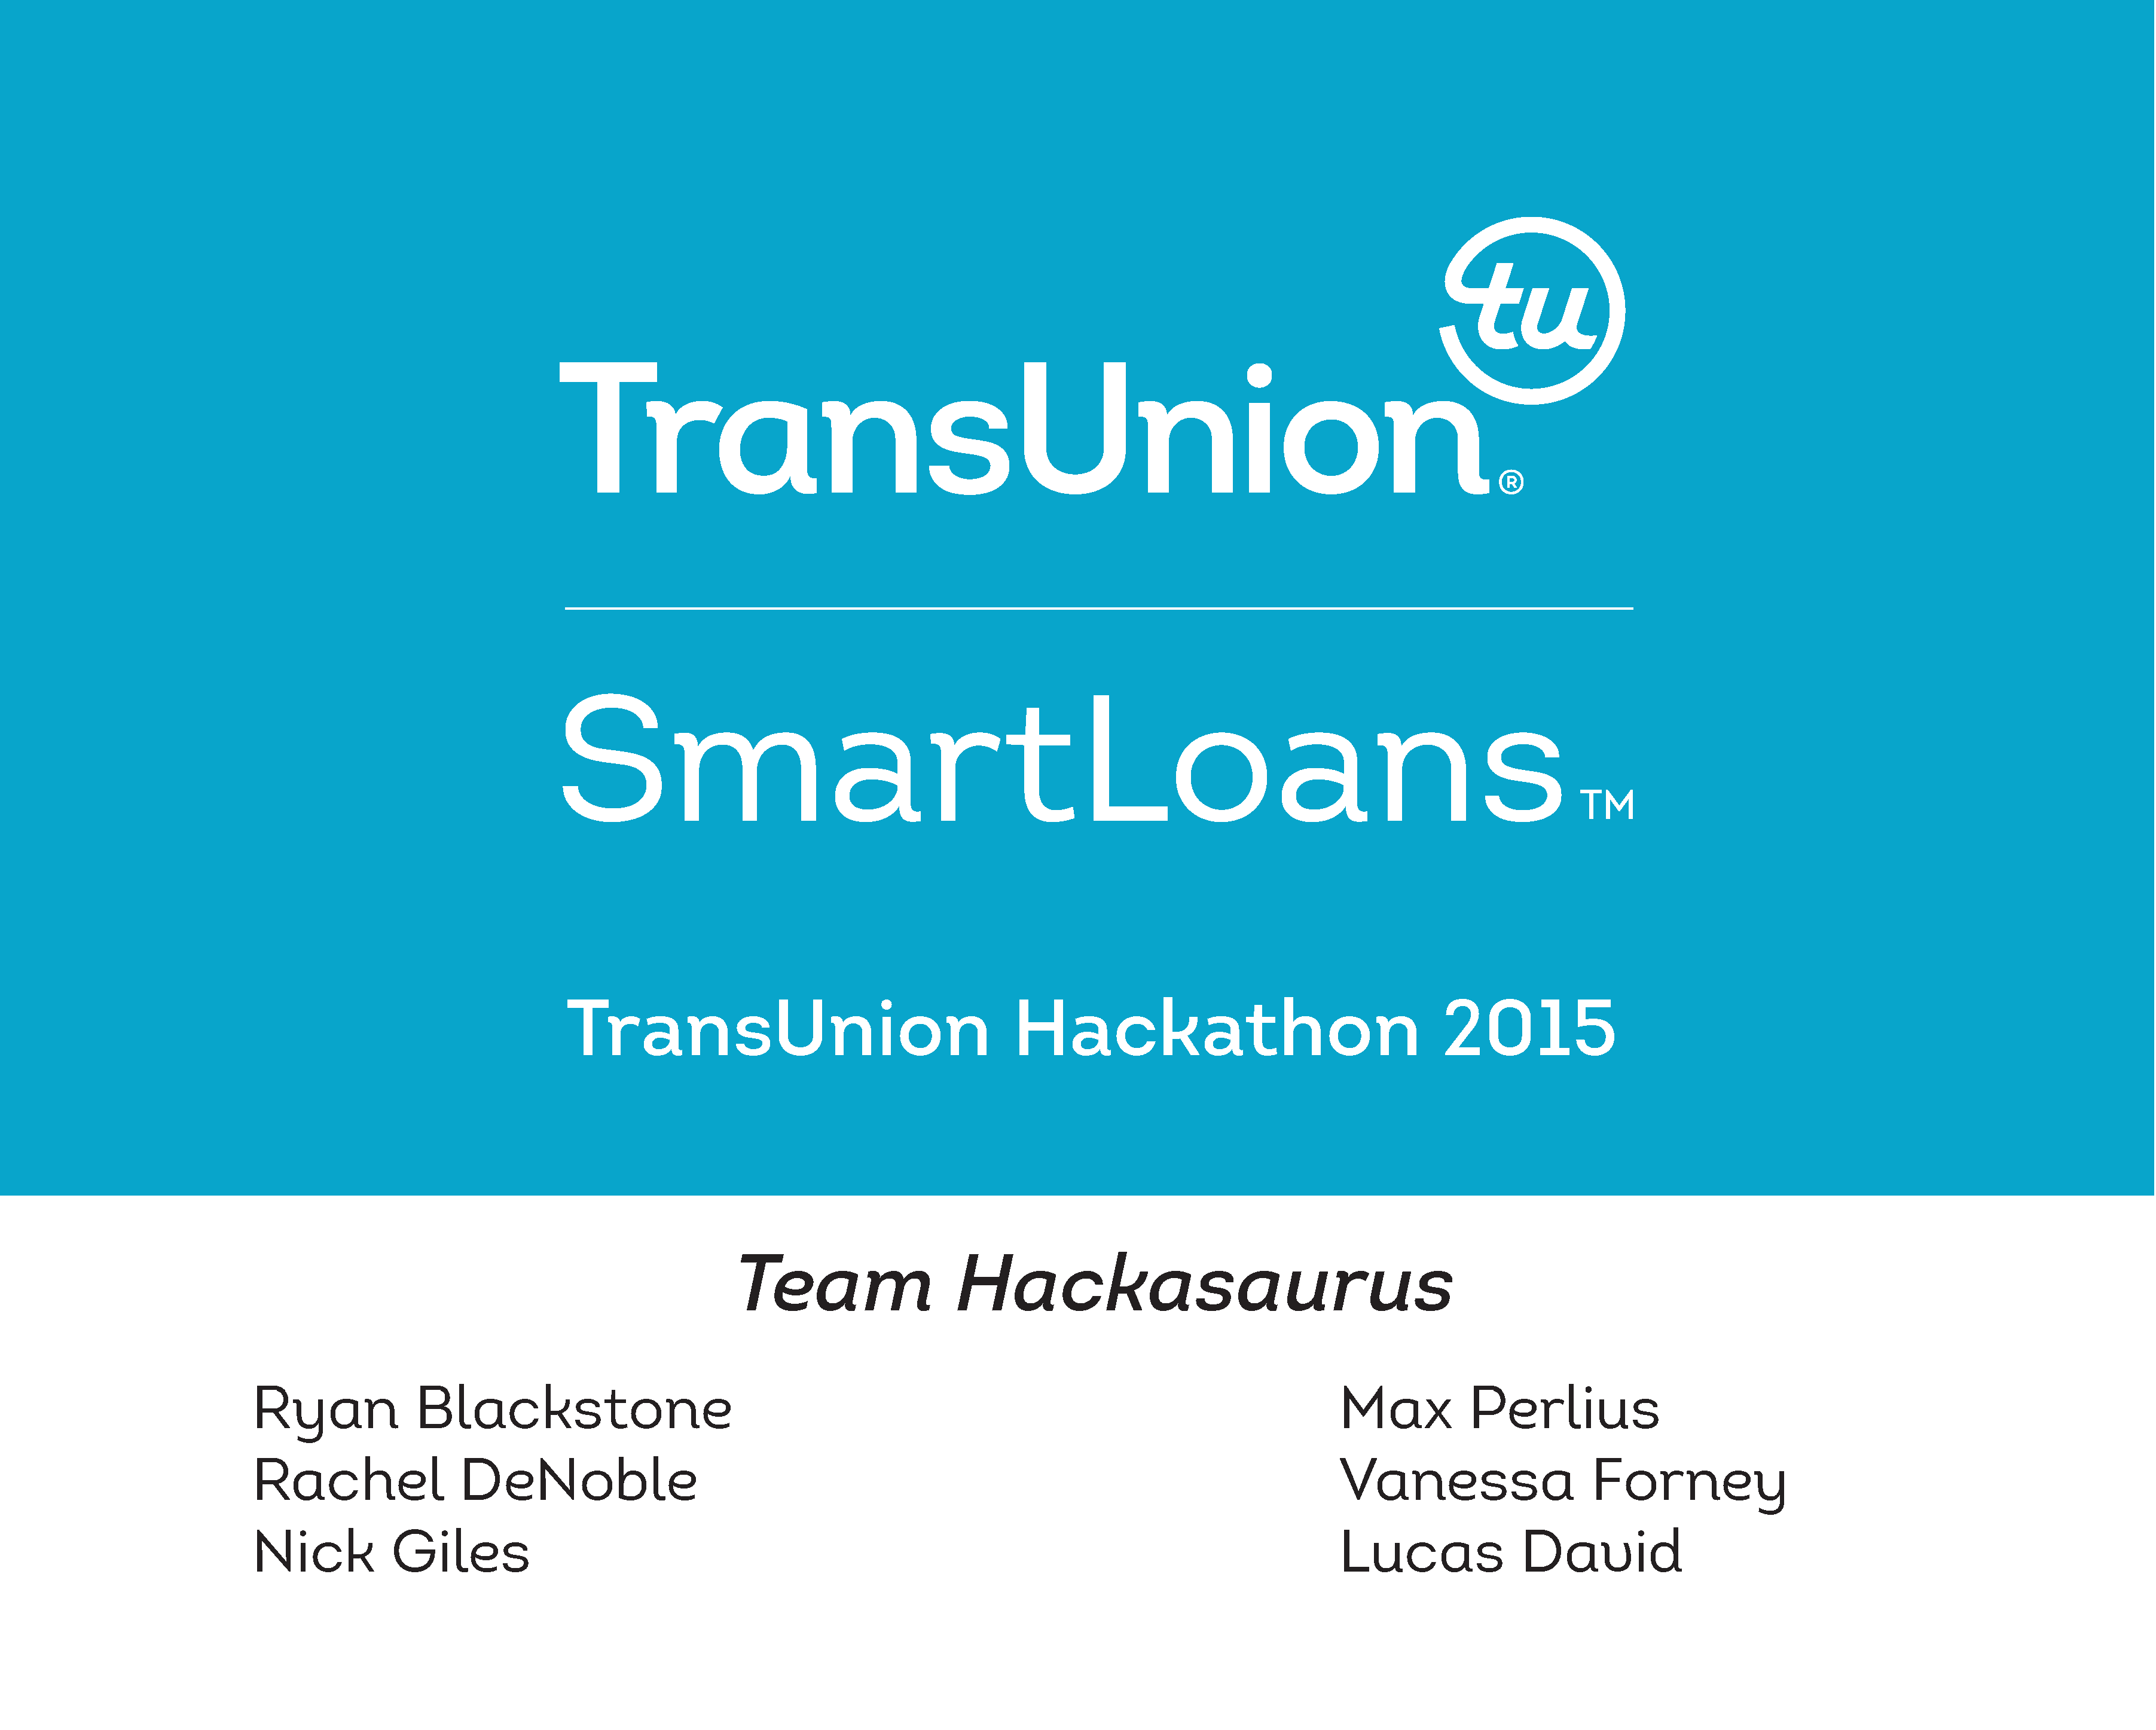 tu
TransUnion®
SmartLoans™
TransUnion Hackathon 2015
Team Hackasaurus
Ryan Blackstone
Rachel DeNoble
Nick Giles
Max Perlius
Vanessa Forney
Lucas David